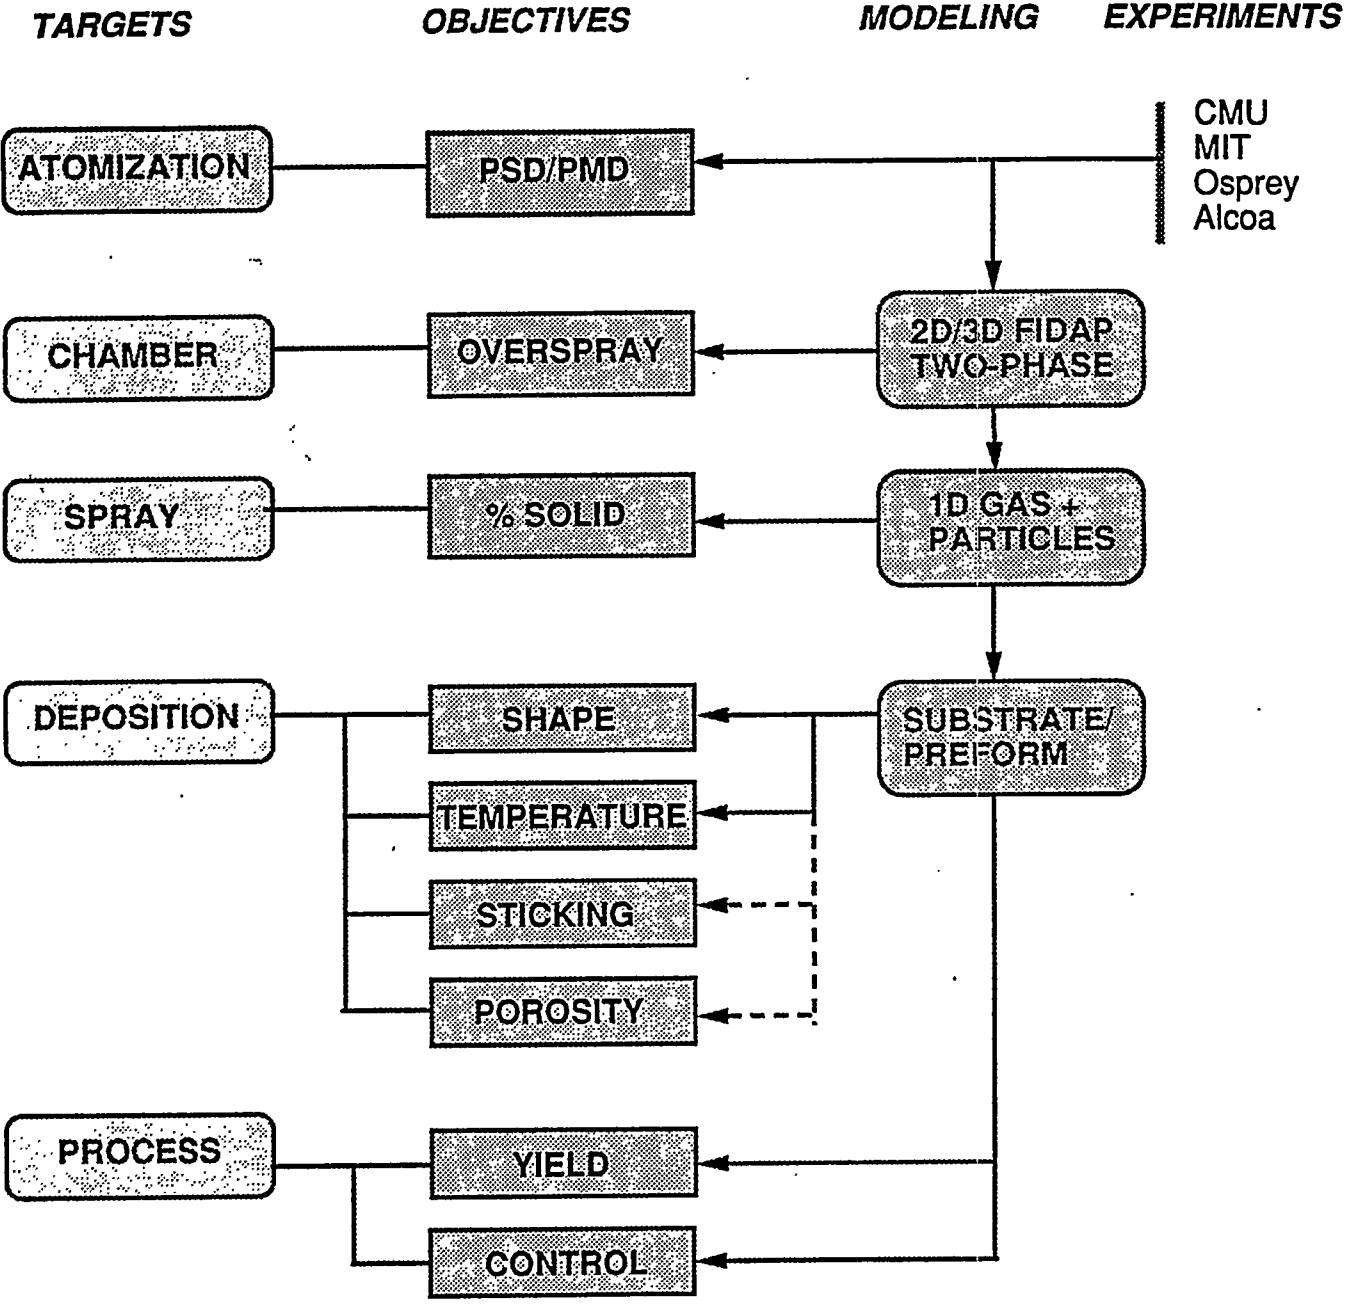 TARGETS
OBJECTIVES
MODELING
EXPERIMENTS
CMU
MIT
Osprey
Alcoa
ATOMIZATION
PSD/PMD
CHAMBER
OVERSPRAY
2D/3D FIDAP
TWO-PHASE
SPRAY
% SOLID
1D GAS +
PARTICLES
DEPOSITION
SHAPE
SUBSTRATE/
PREFORM
TEMPERATURE
STICKING
POROSITY
PROCESS
YIELD
CONTROL